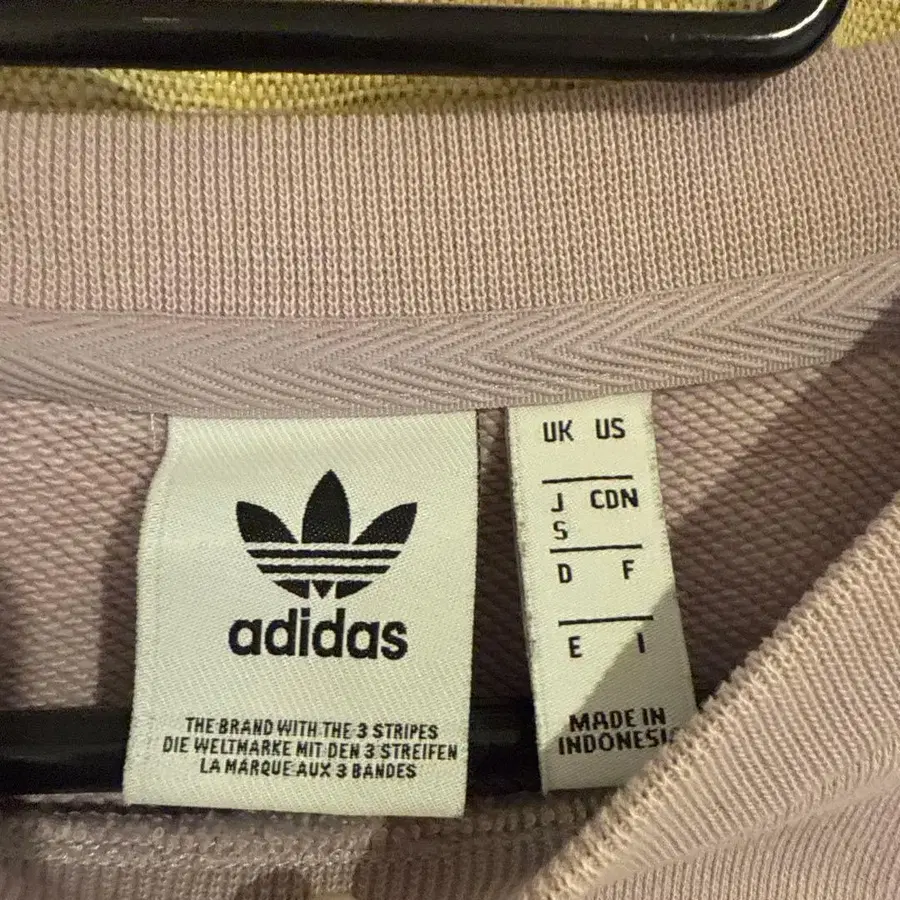 adidas
THE BRAND WITH THE 3 STRIPES
DIE WELTMARKE MIT DEN 3 STREIFEN
LA MARQUE AUX 3 BANDES
UK US
J CDN
S
D F
E I
MADE IN
INDONESI